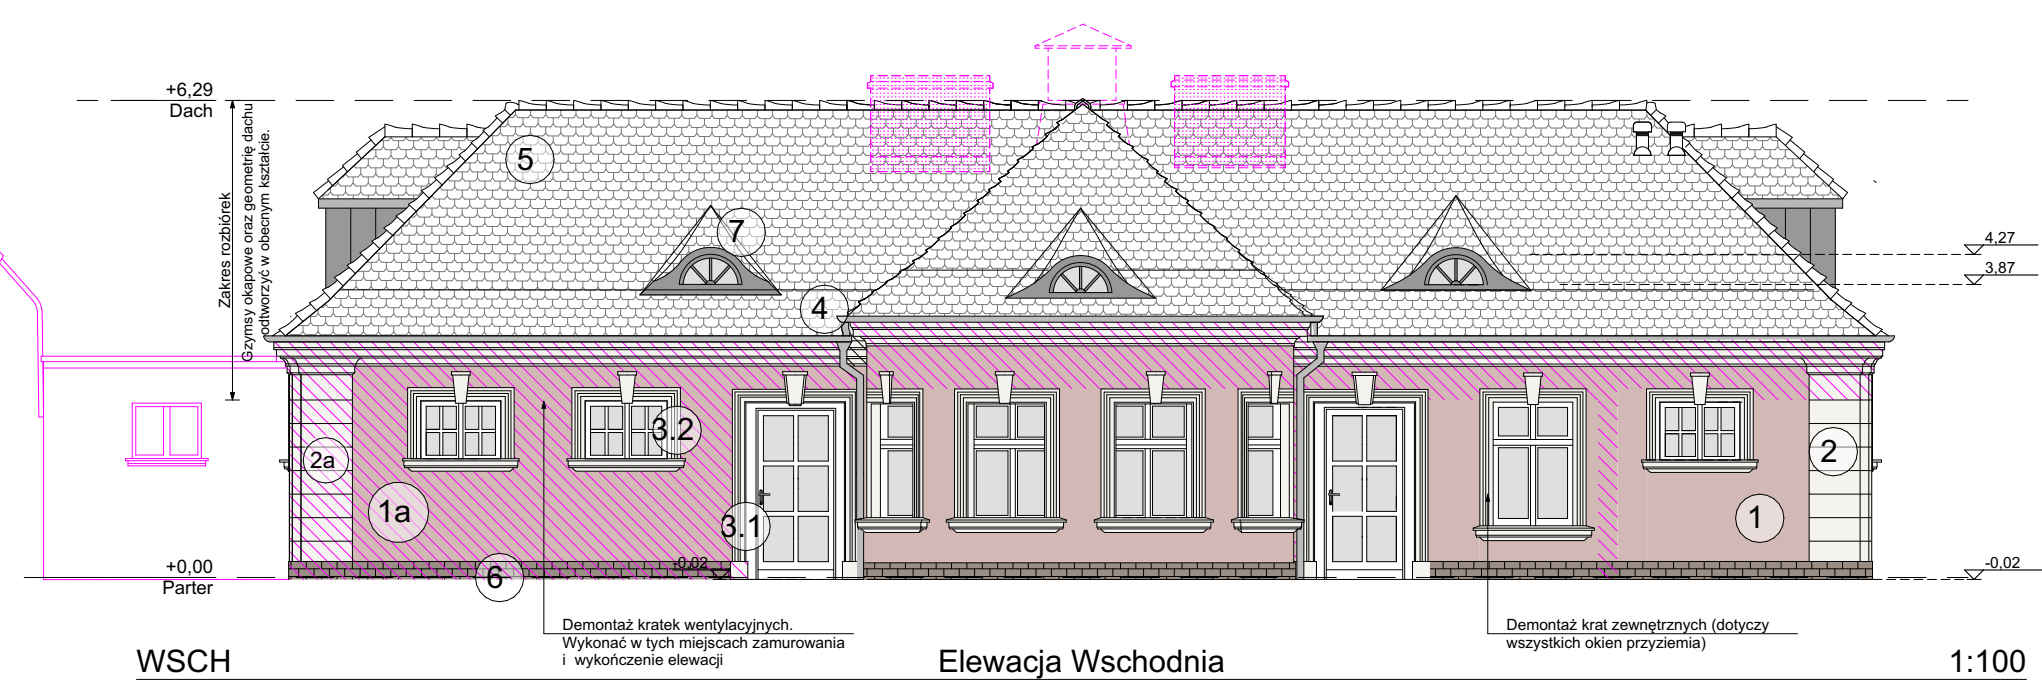 +6,29
Dach
Zakres rozbiórek
Gzymsy okapowe oraz geometrię dachu
odtworzyć w obecnym kształcie.
5
7
4
4,27
3,87
3.2
2a
2
1a
3.1
1
+0,00
Parter
6
-0,02
-0,02
Demontaż kratek wentylacyjnych.
Wykonać w tych miejscach zamurowania
i wykończenie elewacji
Demontaż krat zewnętrznych (dotyczy
wszystkich okien przyziemia)
WSCH
Elewacja Wschodnia
1:100